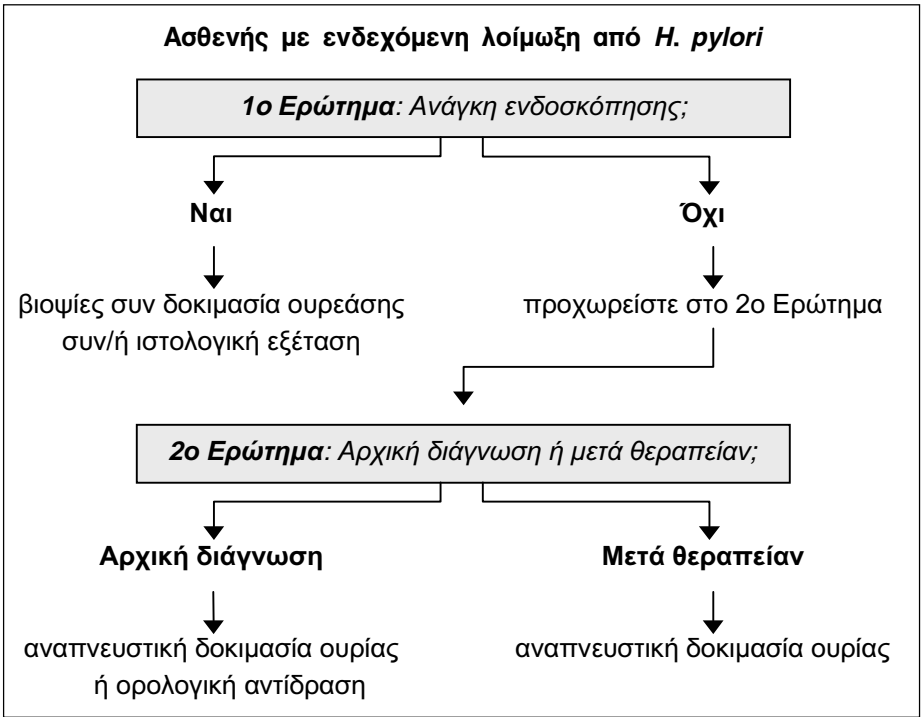 Ασθενής με ενδεχόμενη λοίμωξη από H. pylori
1ο Ερώτημα: Ανάγκη ενδοσκόπησης;
Ναι
Όχι
βιοψίες συν δοκιμασία ουρεάσης
συν/ή ιστολογική εξέταση
προχωρείστε στο 2ο Ερώτημα
2ο Ερώτημα: Αρχική διάγνωση ή μετά θεραπείαν;
Αρχική διάγνωση
Μετά θεραπείαν
αναπνευστική δοκιμασία ουρίας
ή ορολογική αντίδραση
αναπνευστική δοκιμασία ουρίας